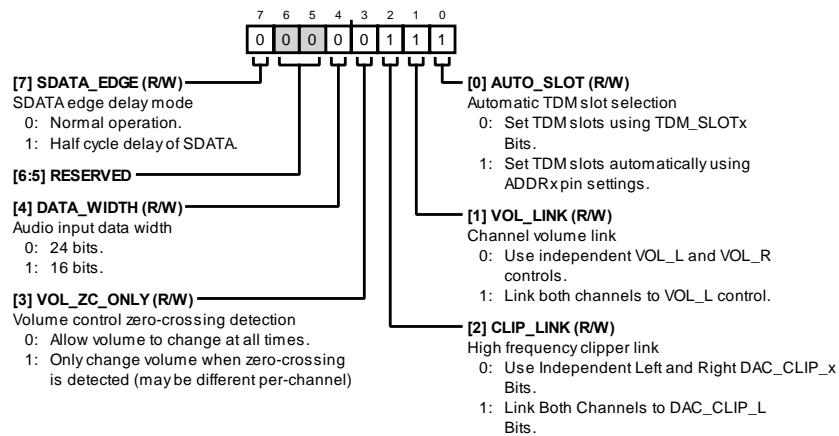 7 6 5 4 3 2 1 0
0 0 0 0 0 1 1 1
[7] SDATA_EDGE (R/W)
SDATA edge delay mode
0: Normal operation.
1: Half cycle delay of SDATA.
[6:5] RESERVED
[4] DATA_WIDTH (R/W)
Audio input data width
0: 24 bits.
1: 16 bits.
[3] VOL_ZC_ONLY (R/W)
Volume control zero-crossing detection
0: Allow volume to change at all times.
1: Only change volume when zero-crossing
is detected (may be different per-channel)
[0] AUTO_SLOT (R/W)
Automatic TDM slot selection
0: Set TDM slots using TDM_SLOTx
Bits.
1: Set TDM slots automatically using
ADDRx pin settings.
[1] VOL_LINK (R/W)
Channel volume link
0: Use independent VOL_L and VOL_R
controls.
1: Link both channels to VOL_L control.
[2] CLIP_LINK (R/W)
High frequency clipper link
0: Use Independent Left and Right DAC_CLIP_x
Bits.
1: Link Both Channels to DAC_CLIP_L
Bits.